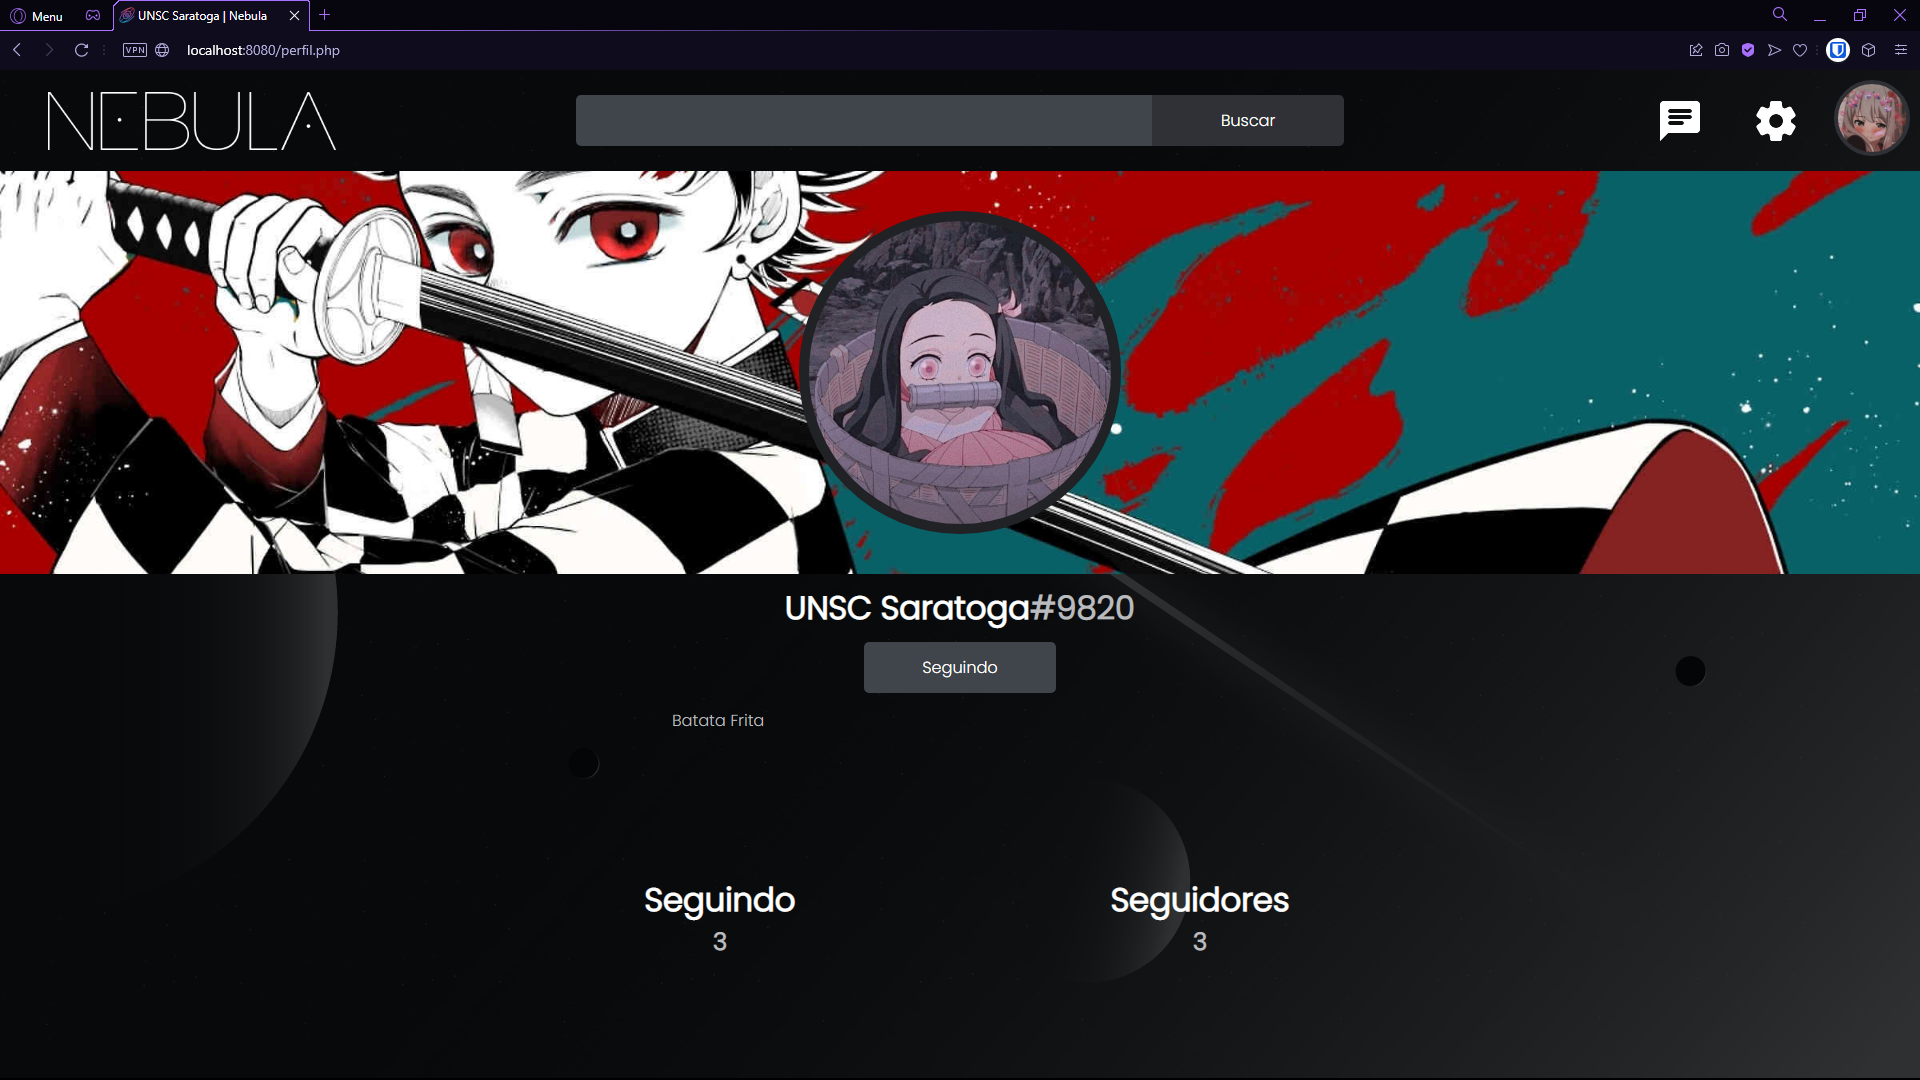 Menu
UNSC Saratoga | Nebula
VPN
localhost:8080/perfil.php
NEBULA
Buscar
UNSC Saratoga#9820
Seguindo
Batata Frita
Seguindo
Seguidores
3
3